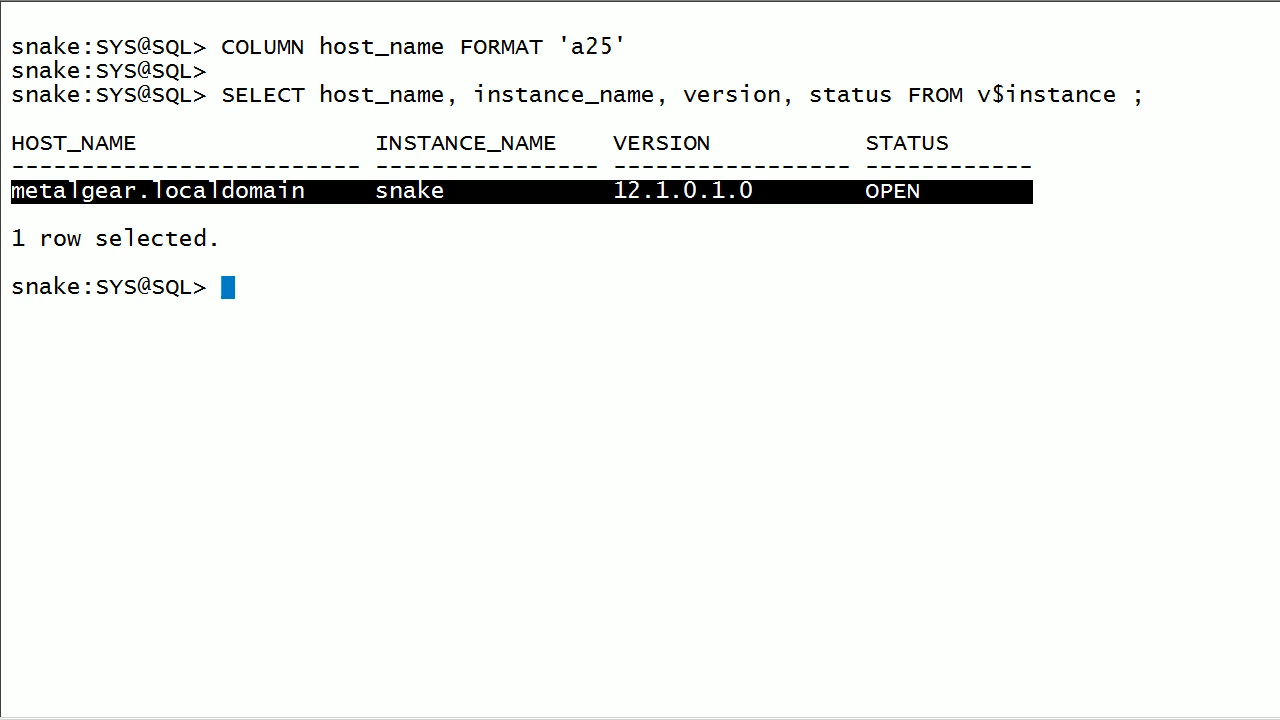 snake:SYS@SQL> COLUMN host_name FORMAT 'a25'
snake:SYS@SQL>
snake:SYS@SQL> SELECT host_name, instance_name, version, status FROM v$instance ;
HOST_NAME                 INSTANCE_NAME    VERSION           STATUS
------------------------- ---------------- ----------------- ------------
metalgear.localdomain     snake            12.1.0.1.0        OPEN
1 row selected.
snake:SYS@SQL>